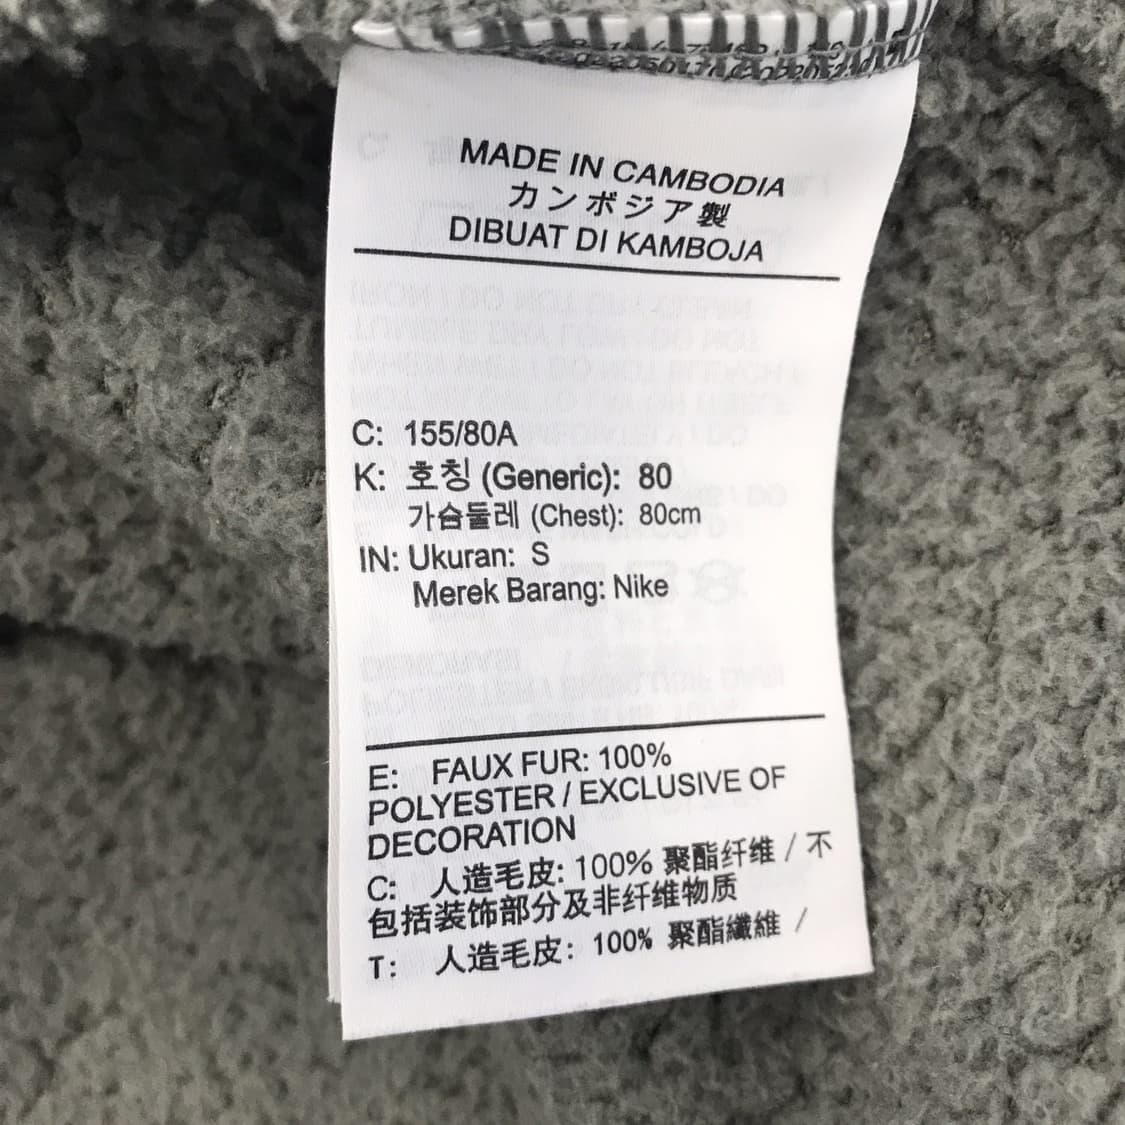 MADE IN CAMBODIA
カンボジア製
DIBUAT DI KAMBOJA
C: 155/80A
K: 호칭 (Generic): 80
가슴둘레 (Chest): 80cm
IN: Ukuran: S
Merek Barang: Nike
E: FAUX FUR: 100%
POLYESTER / EXCLUSIVE OF
DECORATION
C: 人造毛皮: 100% 聚酯纤维 / 不
包括装饰部分及非纤维物质
T: 人造毛皮: 100% 聚酯纖維 /